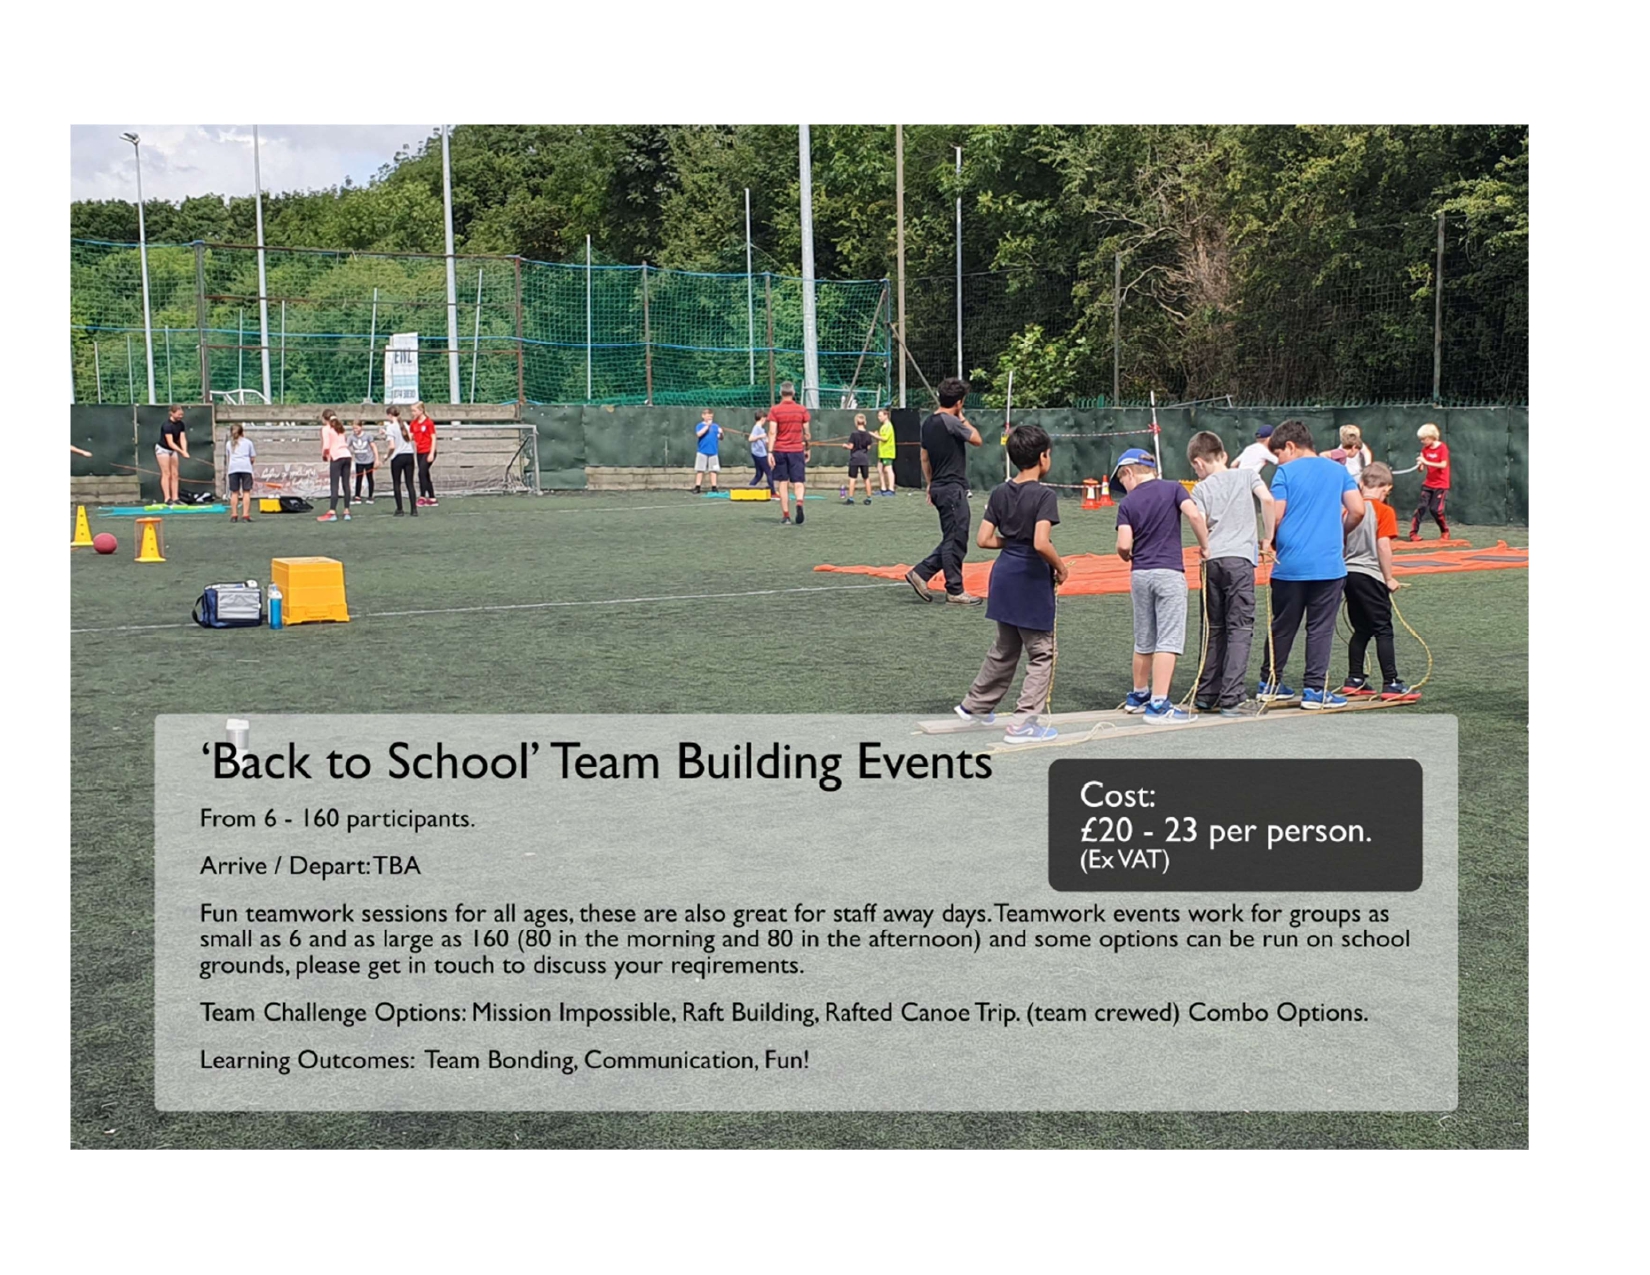 EWL
'Back to School' Team Building Events
Cost:
£20 - 23 per person.
(Ex VAT)
From 6 - 160 participants.
Arrive / Depart: TBA
Fun teamwork sessions for all ages, these are also great for staff away days. Teamwork events work for groups as
small as 6 and as large as 160 (80 in the morning and 80 in the afternoon) and some options can be run on school
grounds, please get in touch to discuss your reqirements.
Team Challenge Options: Mission Impossible, Raft Building, Rafted Canoe Trip. (team crewed) Combo Options.
Learning Outcomes: Team Bonding, Communication, Fun!